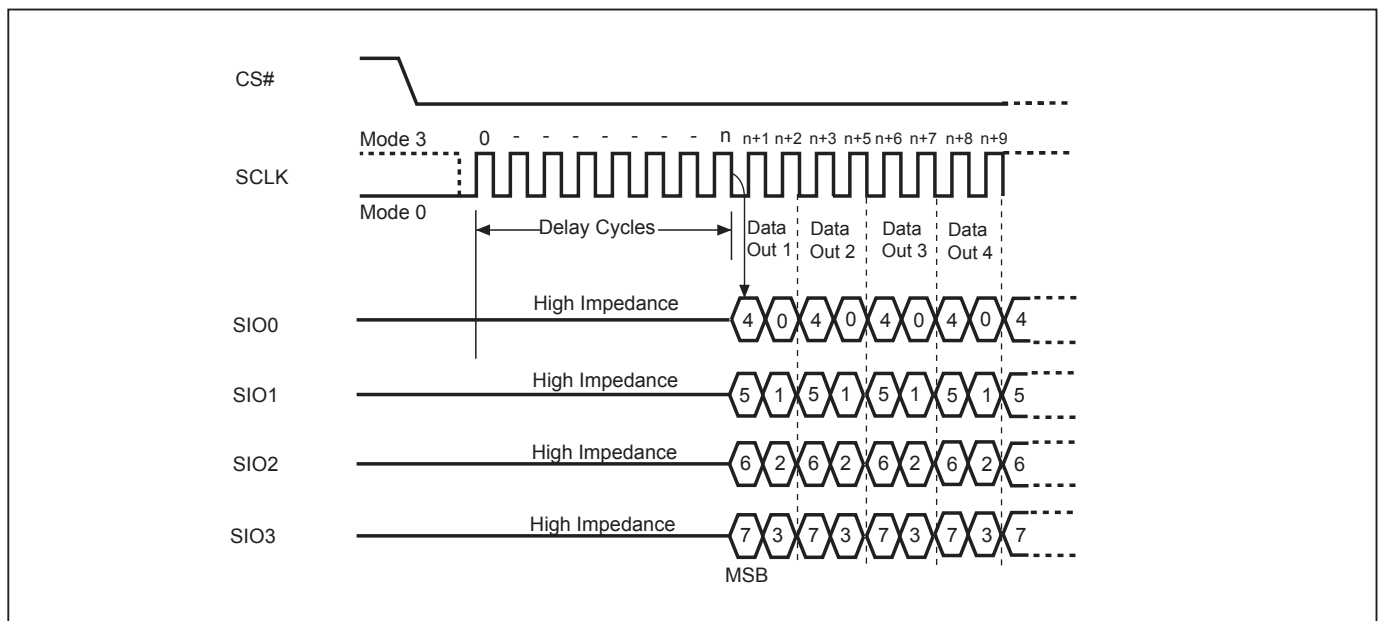 CS#
Mode 3 0 - - - - - - - n n+1 n+2 n+3 n+5 n+6 n+7 n+8 n+9
SCLK
Mode 0
Delay Cycles Data Out 1 Data Out 2 Data Out 3 Data Out 4
High Impedance
SIO0 4 0 4 0 4 0 4 0 4
High Impedance
SIO1 5 1 5 1 5 1 5 1 5
High Impedance
SIO2 6 2 6 2 6 2 6 2 6
High Impedance
SIO3 7 3 7 3 7 3 7 3 7
MSB